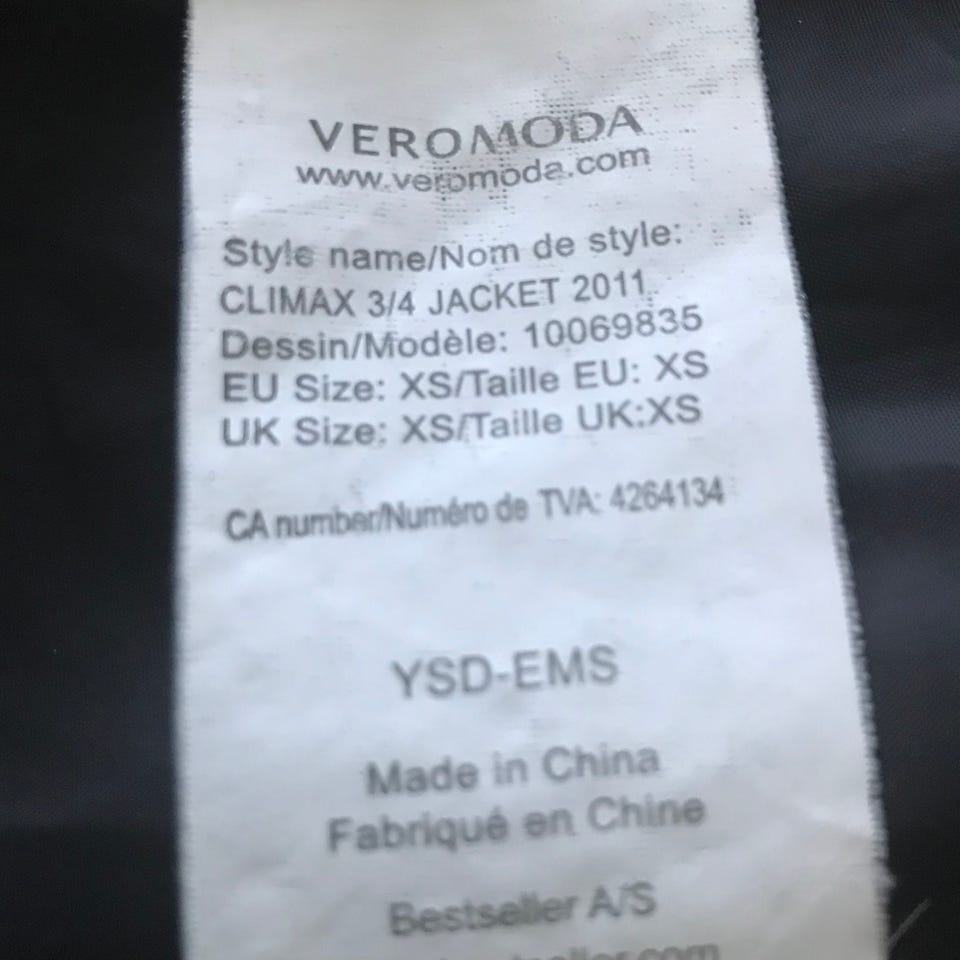 VERO MODA
www.veromoda.com
Style name/Nom de style:
CLIMAX 3/4 JACKET 2011
Dessin/Modèle: 10069835
EU Size: XS/Taille EU: XS
UK Size: XS/Taille UK:XS
CA number/Numéro de TVA: 4264134
YSD-EMS
Made in China
Fabriqué en Chine
Bestseller A/S